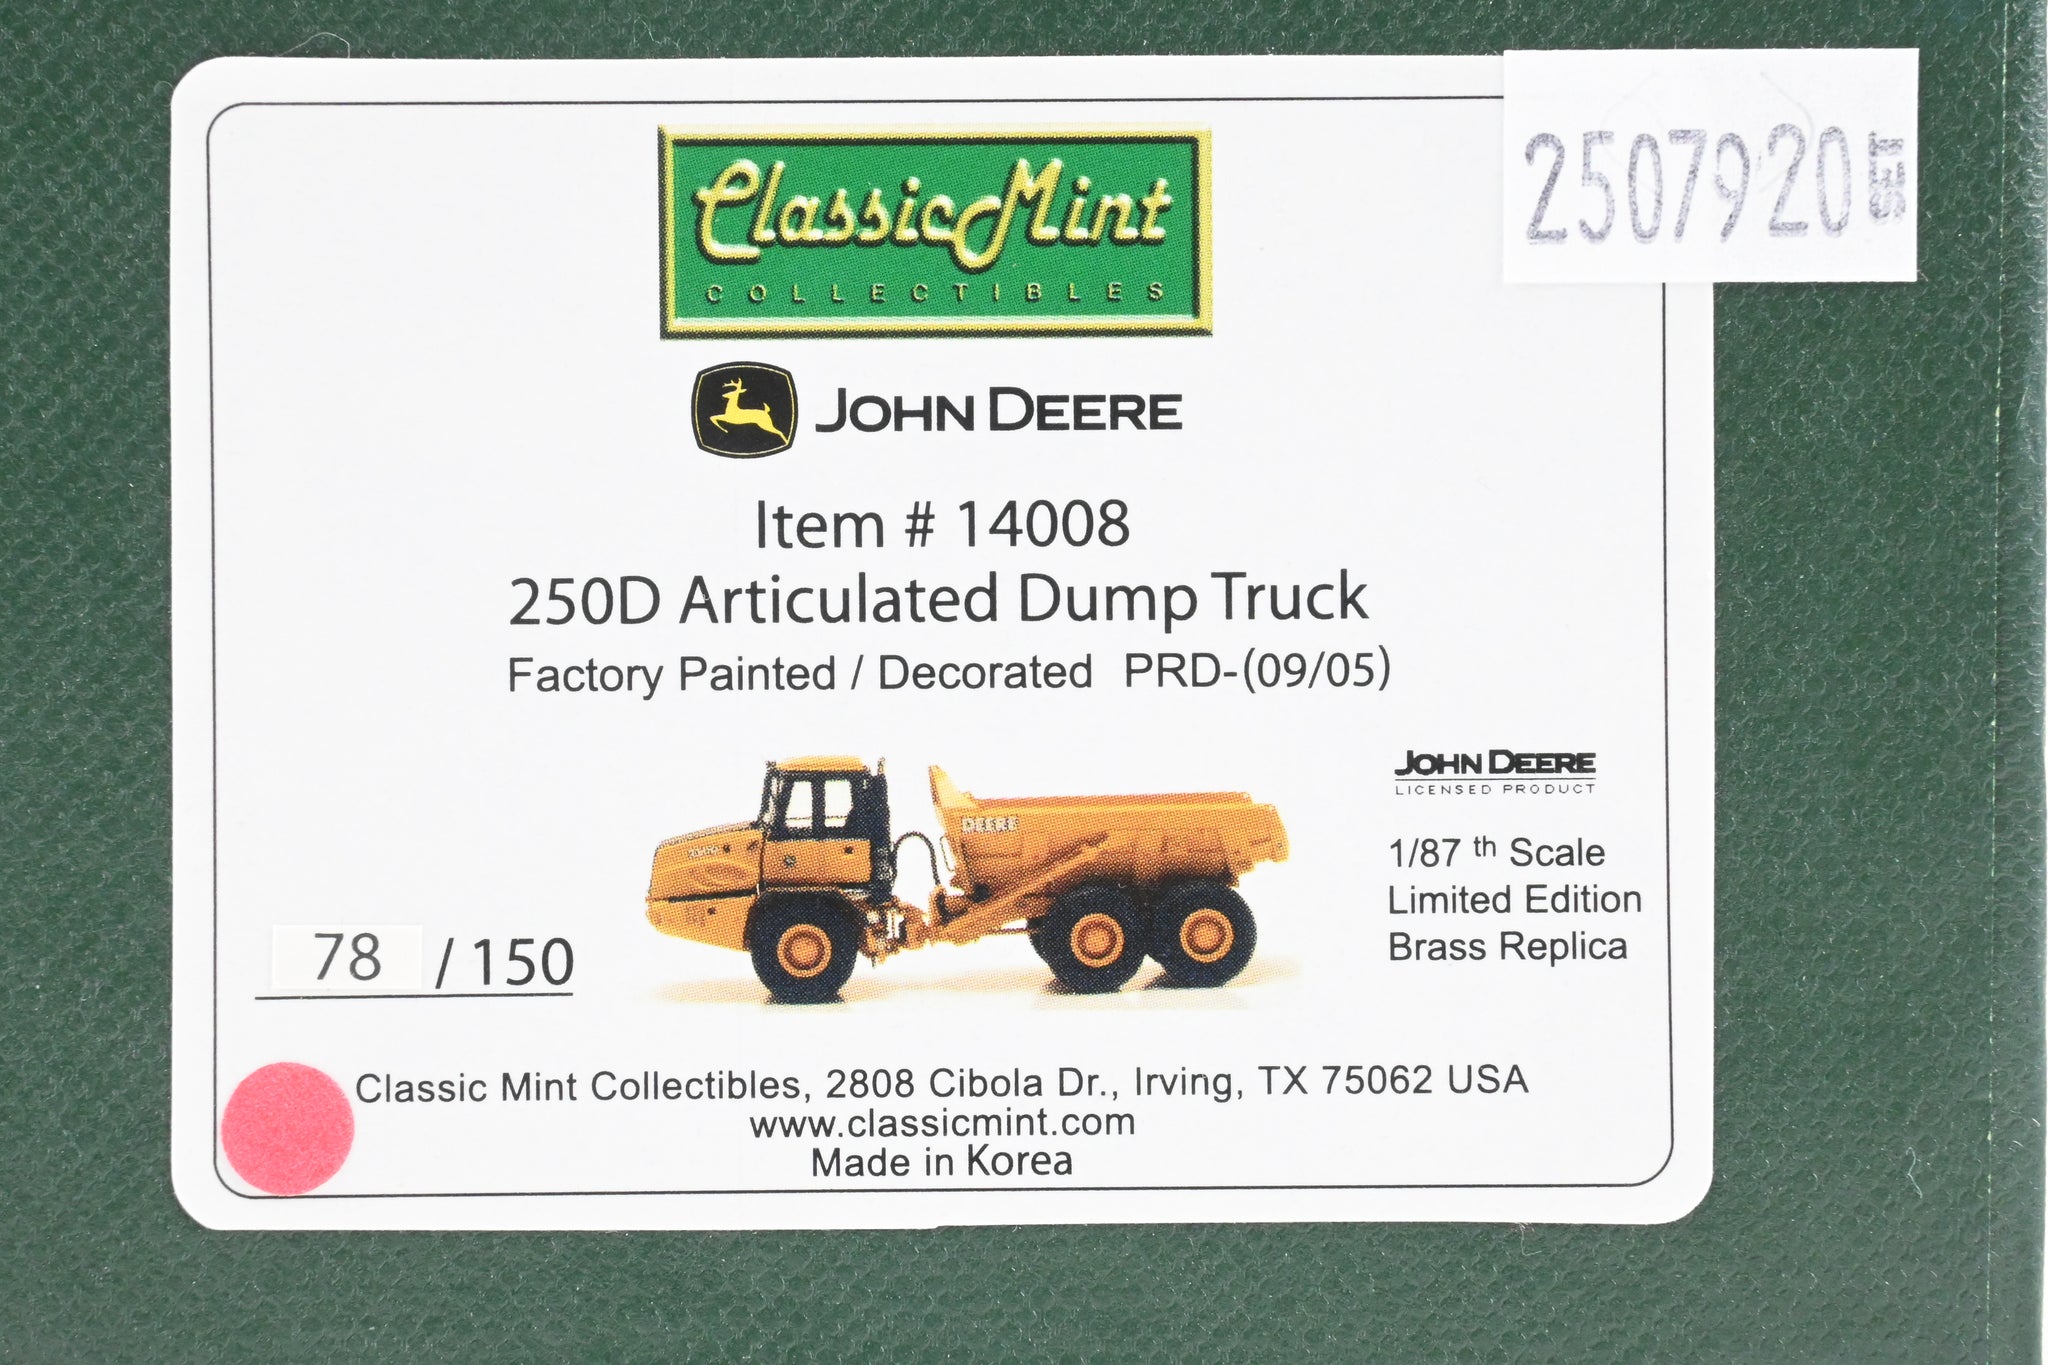 2507920 SET
Classic Mint
COLLECTIBLES
JOHN DEERE
Item # 14008
250D Articulated Dump Truck
Factory Painted / Decorated PRD-(09/05)
DEERE
JOHN DEERE
LICENSED PRODUCT
1/87 th Scale
Limited Edition
Brass Replica
78 / 150
Classic Mint Collectibles, 2808 Cibola Dr., Irving, TX 75062 USA
www.classicmint.com
Made in Korea